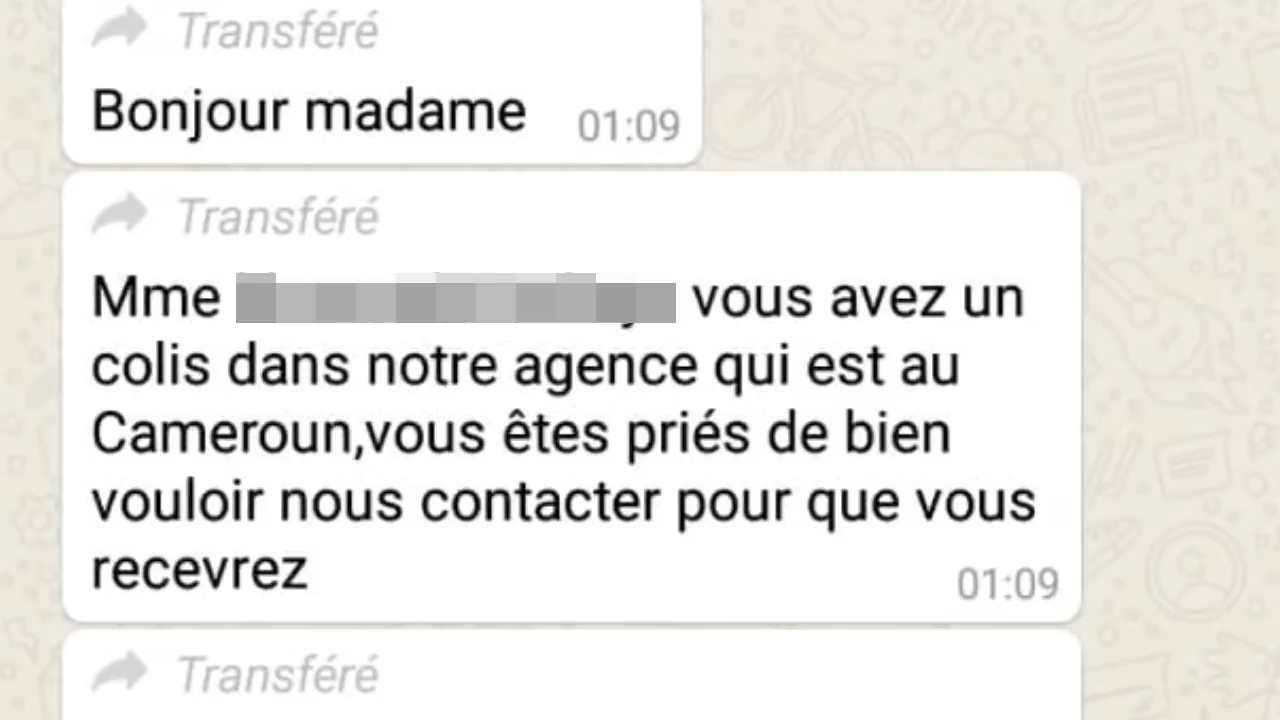 Transféré
Bonjour madame 01:09
Transféré
Mme vous avez un
colis dans notre agence qui est au
Cameroun,vous êtes priés de bien
vouloir nous contacter pour que vous
recevrez 01:09
Transféré